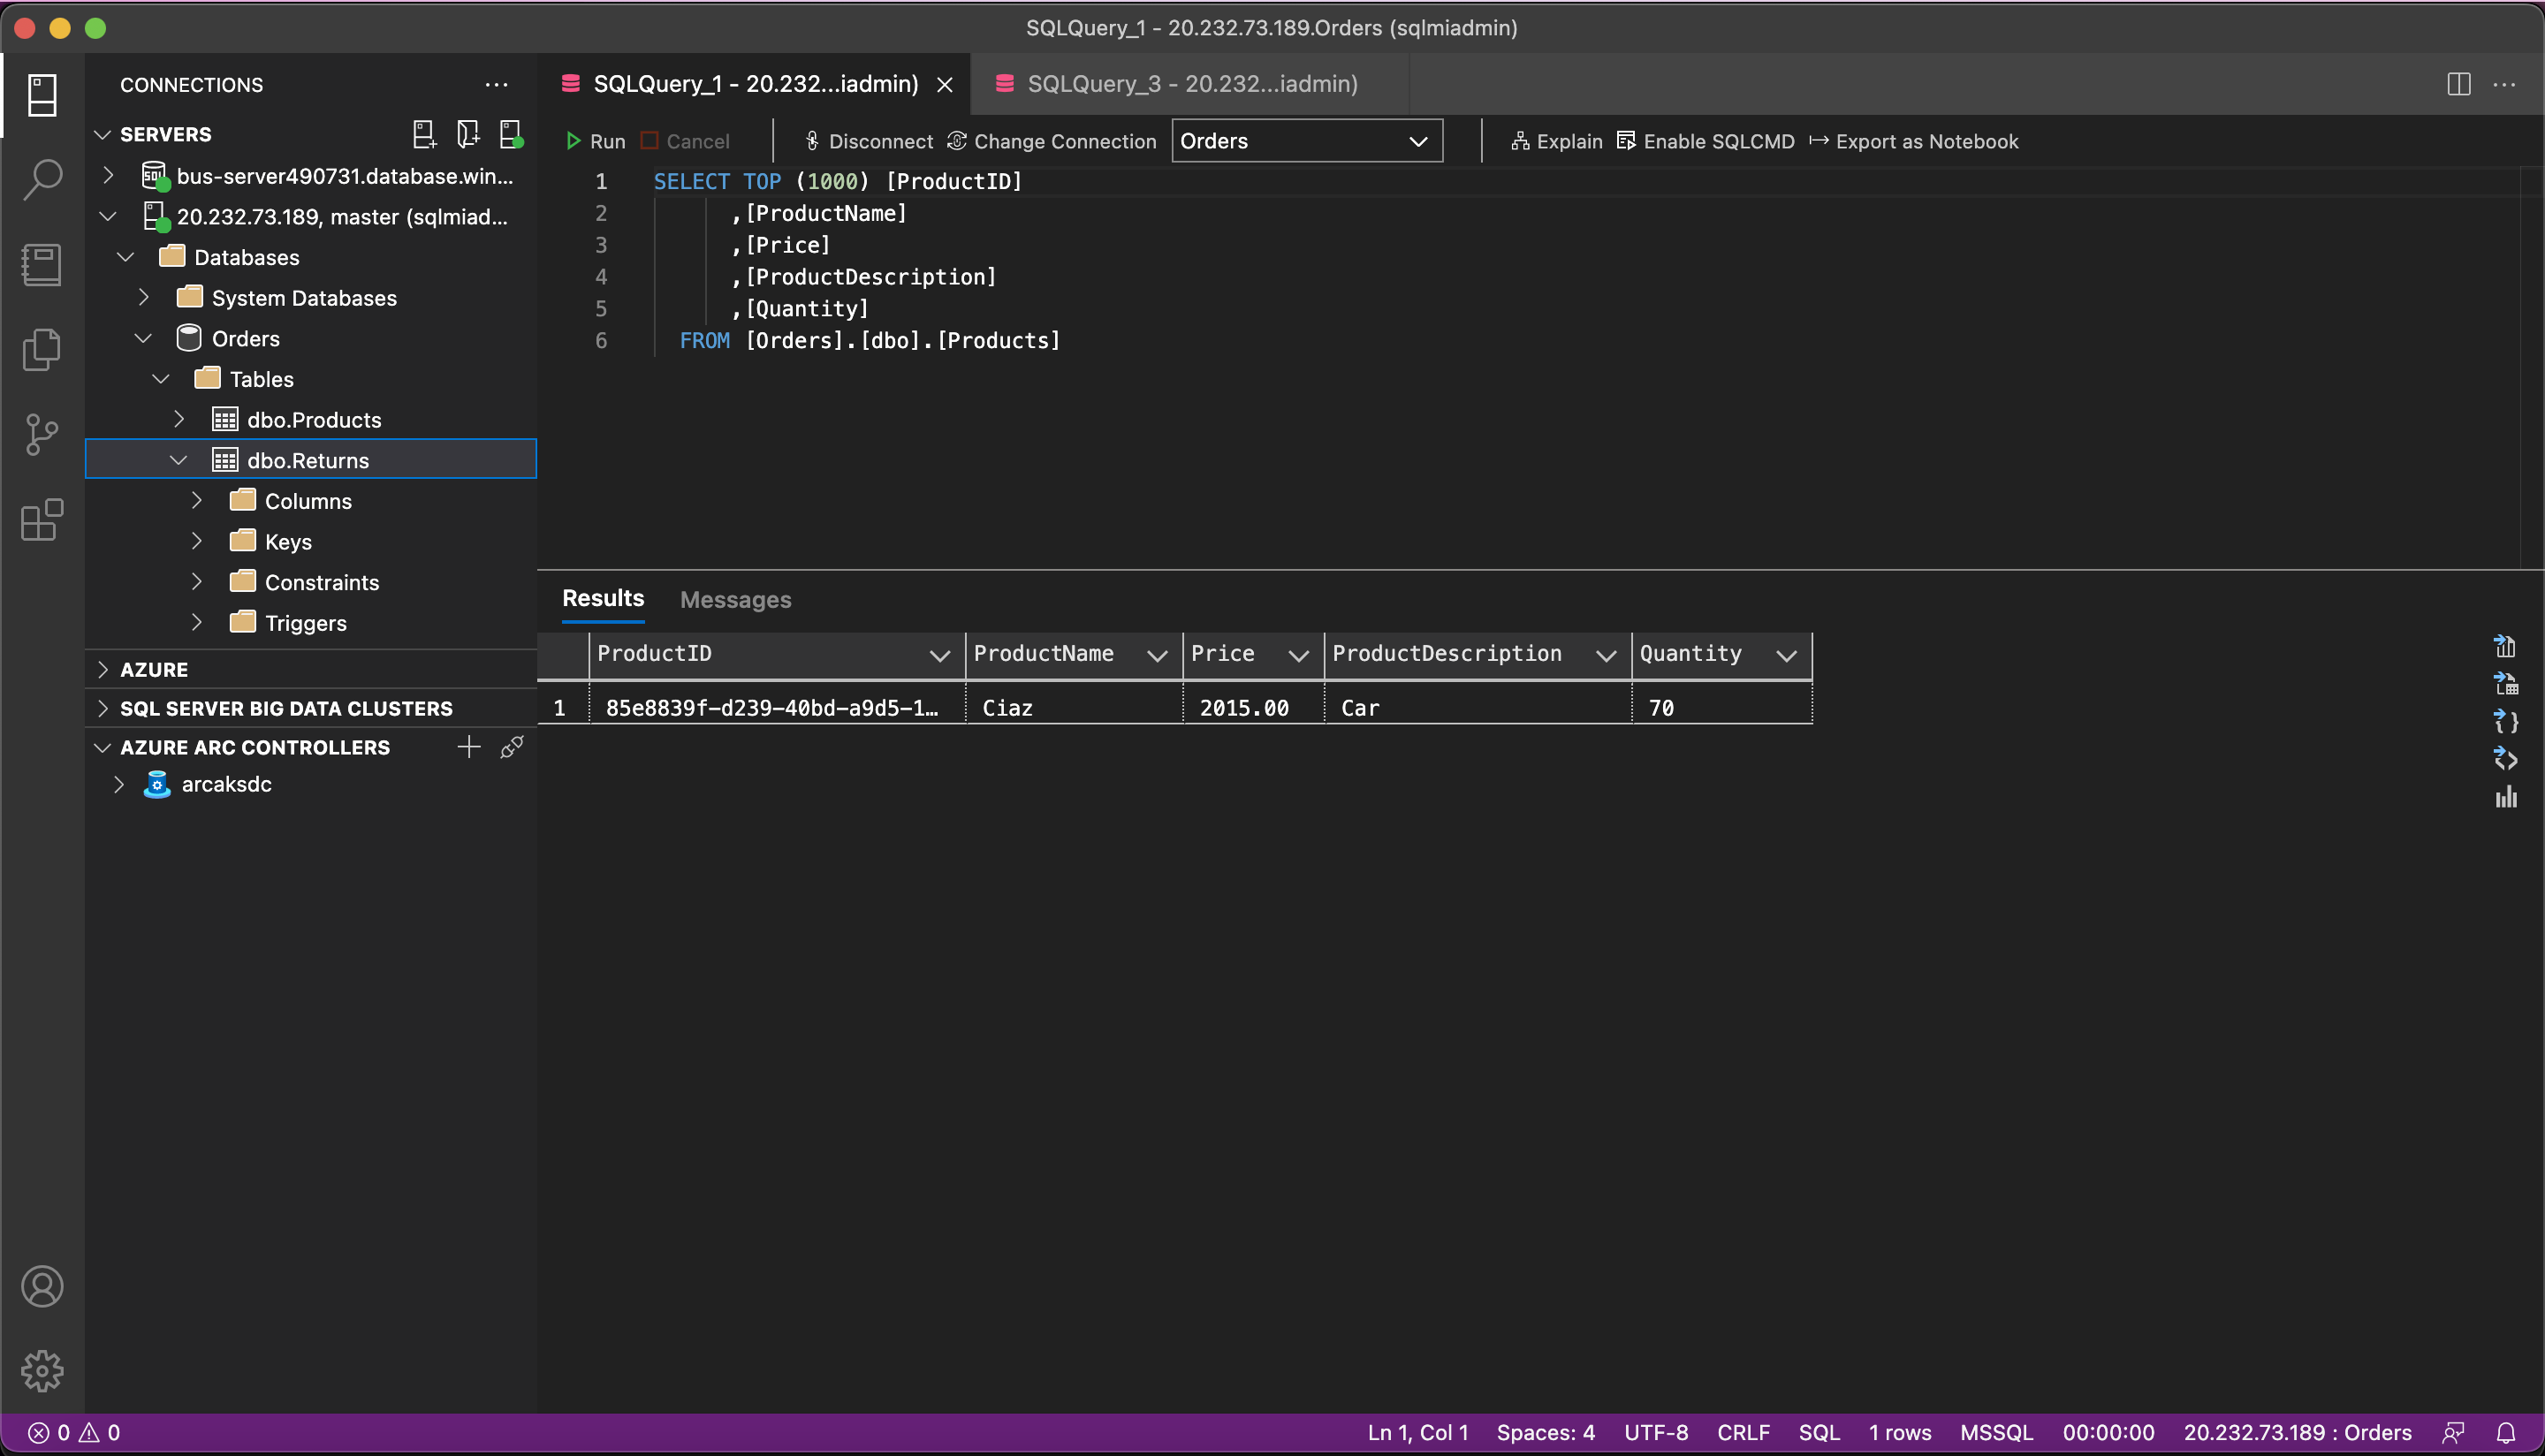 SQLQuery_1 - 20.232.73.189.Orders (sqlmiadmin)
CONNECTIONS
SERVERS
bus-server490731.database.win...
20.232.73.189, master (sqlmiad...
Databases
System Databases
Orders
Tables
dbo.Products
dbo.Returns
Columns
Keys
Constraints
Triggers
AZURE
SQL SERVER BIG DATA CLUSTERS
AZURE ARC CONTROLLERS
arcaksdc
SQLQuery_1 - 20.232...iadmin) SQLQuery_3 - 20.232...iadmin)
Run Cancel Disconnect Change Connection Orders Explain Enable SQLCMD Export as Notebook
1 SELECT TOP (1000) [ProductID]
2 ,[ProductName]
3 ,[Price]
4 ,[ProductDescription]
5 ,[Quantity]
6 FROM [Orders].[dbo].[Products]
Results Messages
ProductID ProductName Price ProductDescription Quantity
1 85e8839f-d239-40bd-a9d5-1... Ciaz 2015.00 Car 70
0 0 Ln 1, Col 1 Spaces: 4 UTF-8 CRLF SQL 1 rows MSSQL 00:00:00 20.232.73.189 : Orders